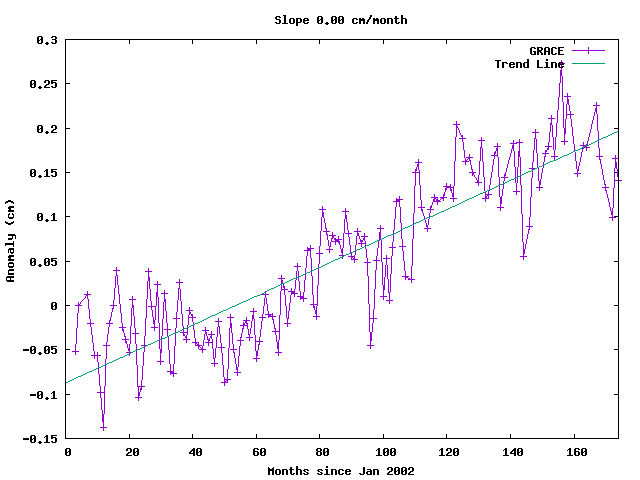 Slope 0.00 cm/month
GRACE
Trend Line
0.3
0.25
0.2
0.15
0.1
0.05
0
-0.05
-0.1
-0.15
Anomaly (cm)
0 20 40 60 80 100 120 140 160
Months since Jan 2002